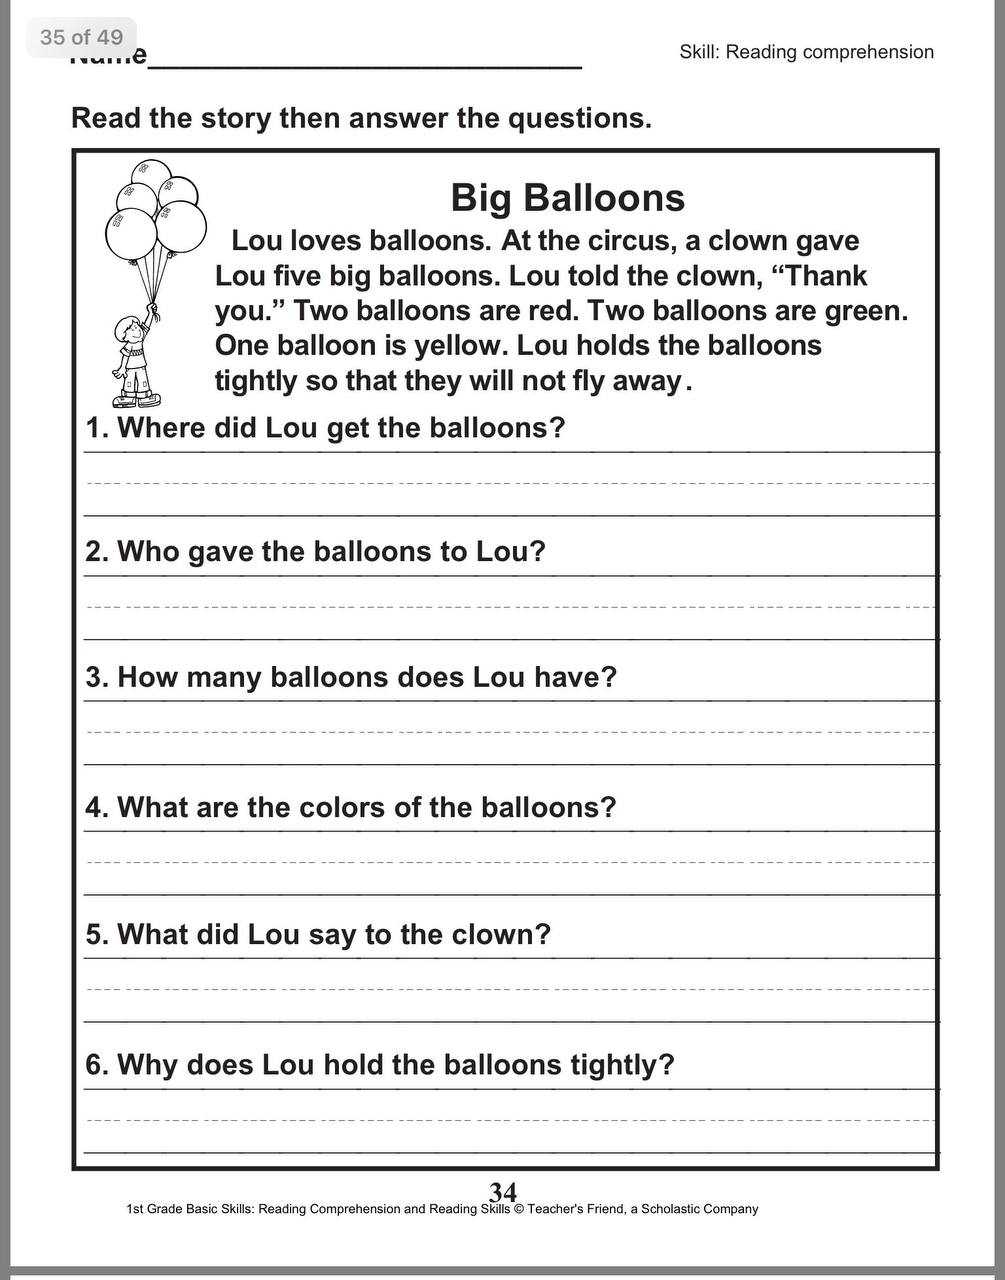 35 of 49
Name
Skill: Reading comprehension
Read the story then answer the questions.
Big Balloons
Lou loves balloons. At the circus, a clown gave
Lou five big balloons. Lou told the clown, “Thank
you.” Two balloons are red. Two balloons are green.
One balloon is yellow. Lou holds the balloons
tightly so that they will not fly away.
1. Where did Lou get the balloons?
2. Who gave the balloons to Lou?
3. How many balloons does Lou have?
4. What are the colors of the balloons?
5. What did Lou say to the clown?
6. Why does Lou hold the balloons tightly?
34
1st Grade Basic Skills: Reading Comprehension and Reading Skills © Teacher's Friend, a Scholastic Company